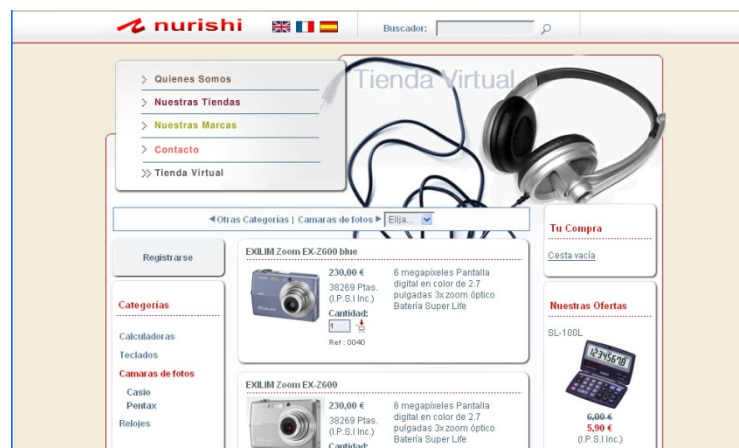 nurishi
Buscador:
Tienda Virtual
> Quienes Somos
> Nuestras Tiendas
> Nuestras Marcas
> Contacto
>> Tienda Virtual
Otras Categorías | Camaras de fotos
Elija...
Tu Compra
Cesta vacía
Registrarse
Categorías
Calculadoras
Teclados
Camaras de fotos
Casio
Pentax
Relojes
EXILIM Zoom EX-Z600 blue
230,00 €
38269 Ptas.
(I.P.S.I Inc.)
Cantidad:
1
Ref : 0040
6 megapíxeles Pantalla
digital en color de 2.7
pulgadas 3x zoom óptico
Batería Super Life
EXILIM Zoom EX-Z600
230,00 €
38269 Ptas.
(I.P.S.I Inc.)
Cantidad:
6 megapíxeles Pantalla
digital en color de 2.7
pulgadas 3x zoom óptico
Batería Super Life
Nuestras Ofertas
SL-100L
12345678
6,00 €
5,90 €
(I.P.S.I Inc.)